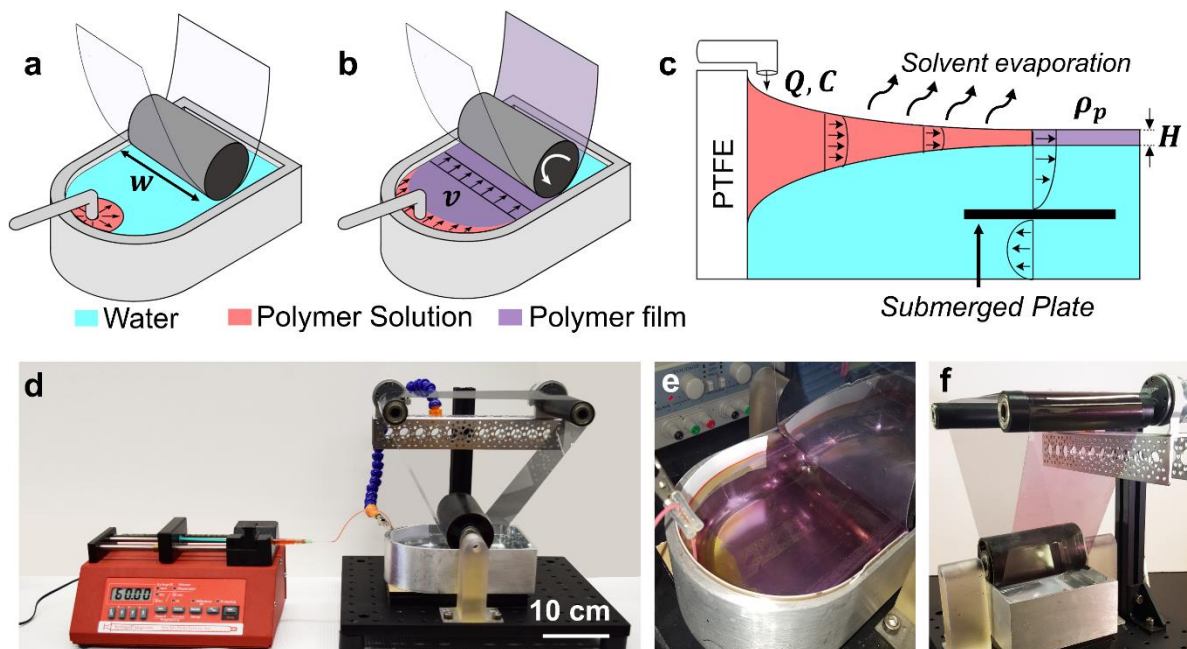 a
w
b
v
c
Q, C
Solvent evaporation
ρp
H
PTFE
Submerged Plate
Water
Polymer Solution
Polymer film
d
60.00
10 cm
e
f